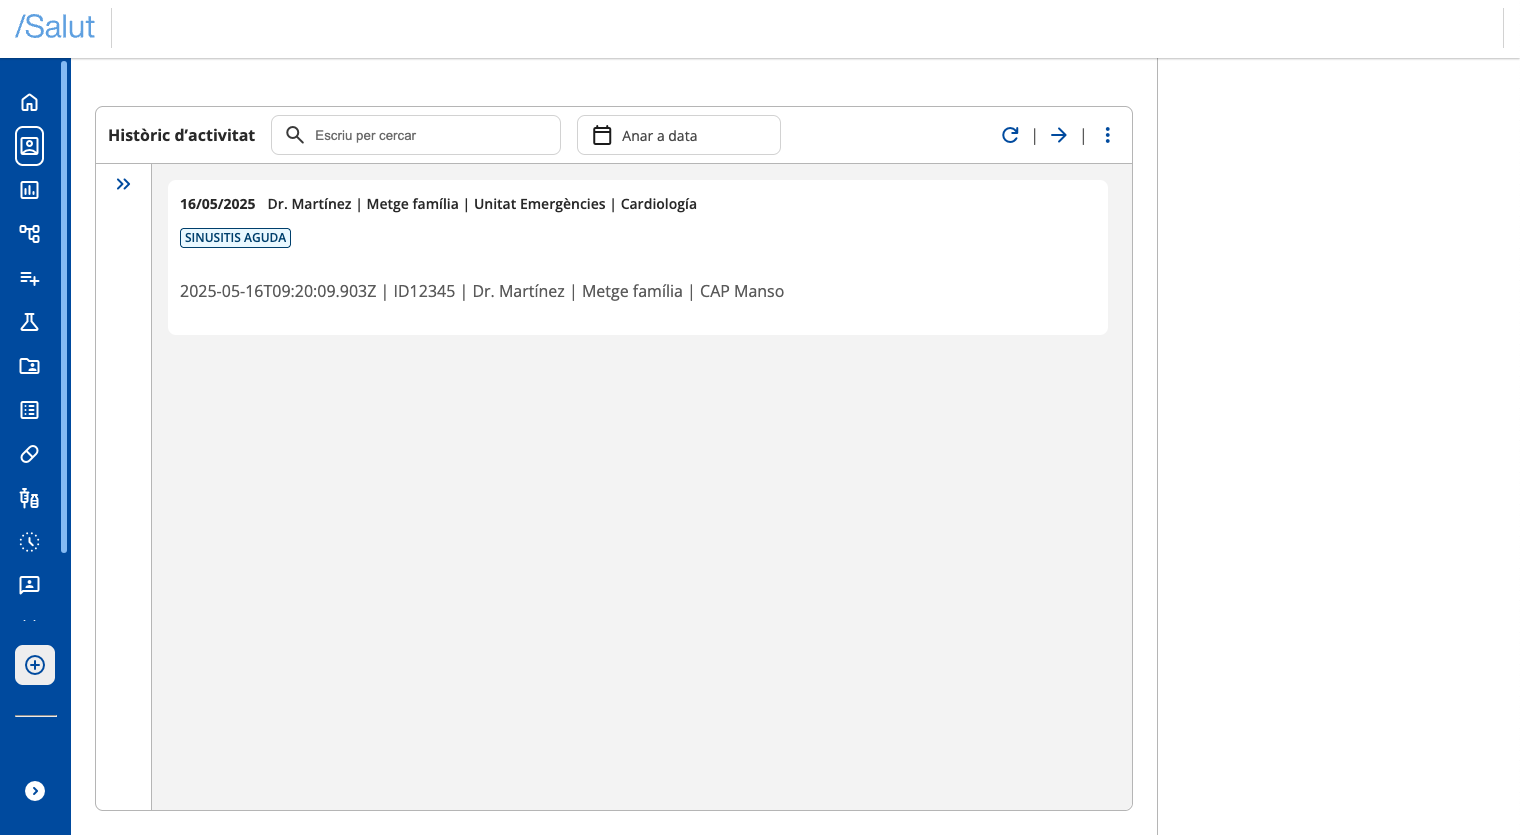 /Salut
Històric d’activitat
Escriu per cercar
Anar a data
16/05/2025 Dr. Martínez | Metge família | Unitat Emergències | Cardiología
SINUSITIS AGUDA
2025-05-16T09:20:09.903Z | ID12345 | Dr. Martínez | Metge família | CAP Manso